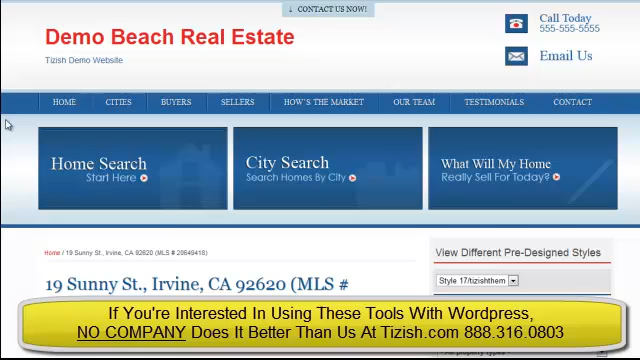 ↓ CONTACT US NOW!
Demo Beach Real Estate
Tizish Demo Website
Call Today
555-555-5555
Email Us
HOME CITIES BUYERS SELLERS HOW'S THE MARKET OUR TEAM TESTIMONIALS CONTACT
Home Search
Start Here
City Search
Search Homes By City
What Will My Home
Really Sell For Today?
Home / 19 Sunny St., Irvine, CA 92620 (MLS # 20649418)
19 Sunny St., Irvine, CA 92620 (MLS #
View Different Pre-Designed Styles
Style 17/tizishthem
If You're Interested In Using These Tools With Wordpress,
NO COMPANY Does It Better Than Us At Tizish.com 888.316.0803